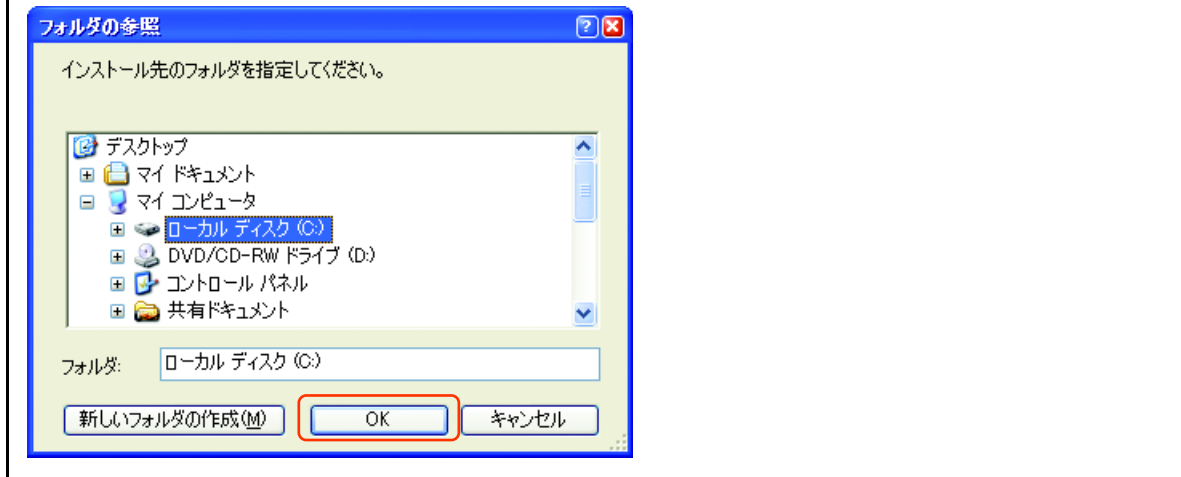 フォルダの参照
インストール先のフォルダを指定してください。
デスクトップ
マイ ドキュメント
マイ コンピュータ
ローカル ディスク (C:)
DVD/CD-RW ドライブ (D:)
コントロール パネル
共有ドキュメント
フォルダ: ローカル ディスク (C:)
新しいフォルダの作成(M) OK キャンセル